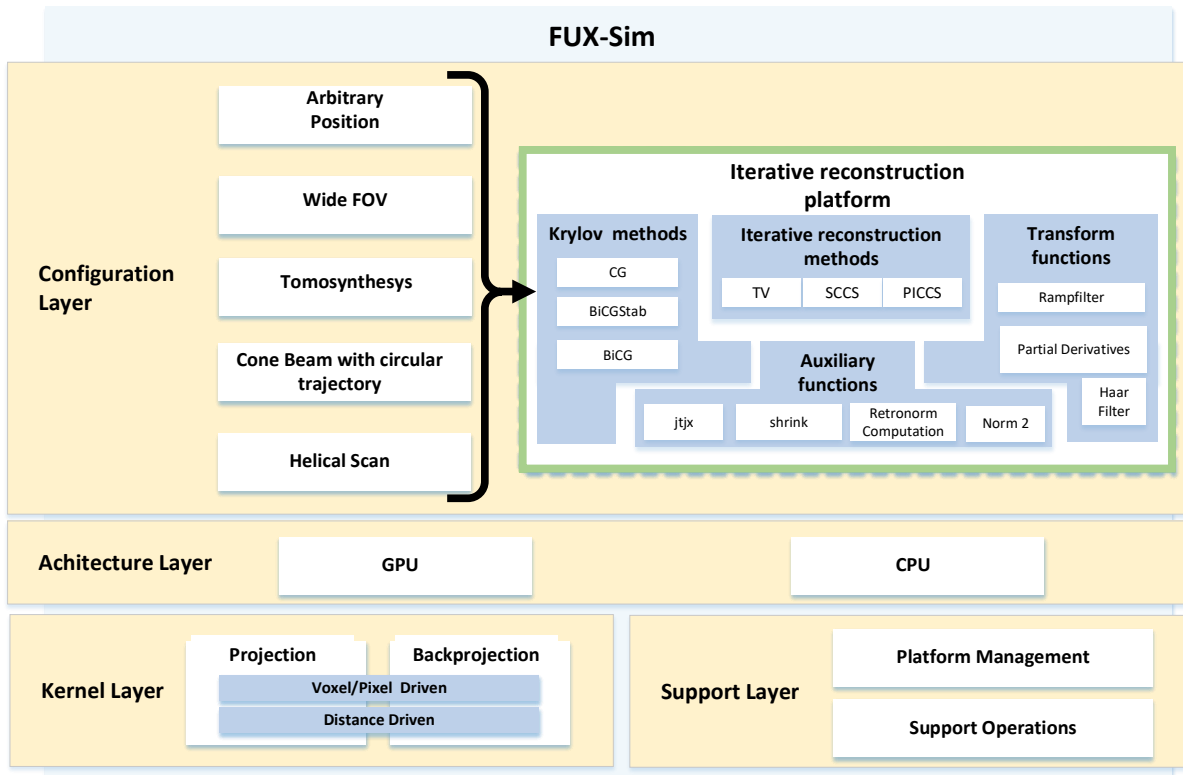 FUX-Sim
Configuration
Layer
Arbitrary
Position
Wide FOV
Tomosynthesys
Cone Beam with circular
trajectory
Helical Scan
Iterative reconstruction
platform
Krylov methods
CG
BiCGStab
BiCG
Iterative reconstruction
methods
TV
SCCS
PICCS
Transform
functions
Rampfilter
Partial Derivatives
Haar
Filter
Auxiliary
functions
jtjx
shrink
Retronorm
Computation
Norm 2
Achitecture Layer
GPU
CPU
Kernel Layer
Projection
Backprojection
Voxel/Pixel Driven
Distance Driven
Support Layer
Platform Management
Support Operations